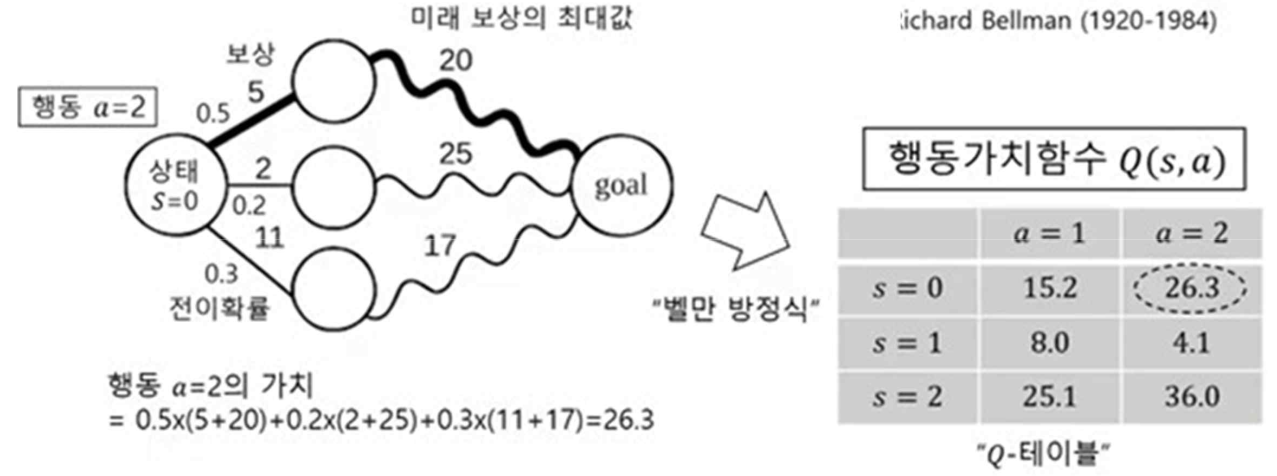 미래 보상의 최대값
ichard Bellman (1920-1984)
보상
20
5
행동 a=2
0.5
상태
S=0
2
25
0.2
goal
11
17
0.3
전이확률
"벨만 방정식"
행동 a=2의 가치
= 0.5x(5+20)+0.2x(2+25)+0.3x(11+17)=26.3
행동가치함수 Q(s,a)
a = 1 a = 2
s = 0 15.2 26.3
s = 1 8.0 4.1
s = 2 25.1 36.0
"Q-테이블"